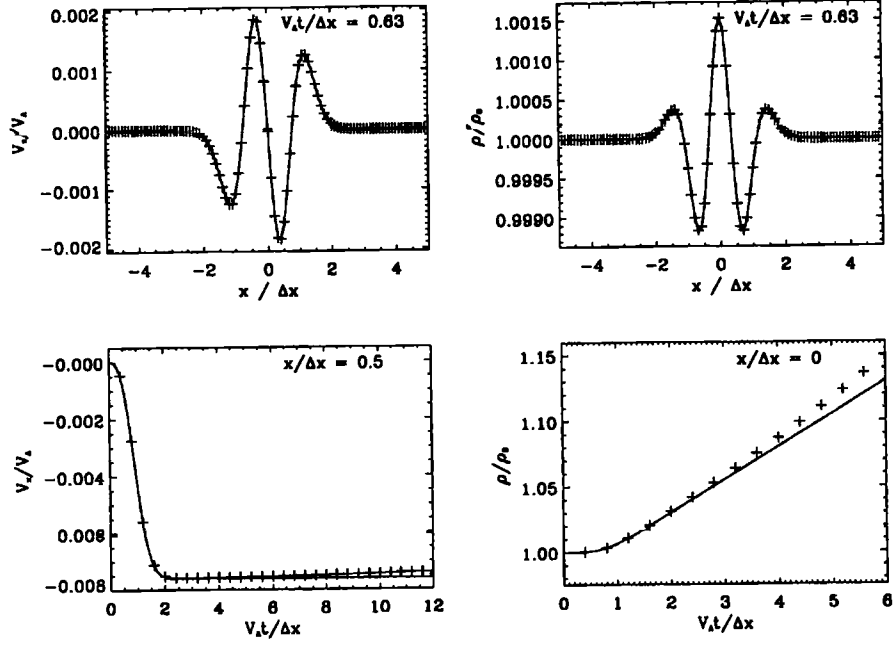 V_A t/Δx = 0.63
0.002
0.001
0.000
-0.001
-0.002
V_x/V_A
-4 -2 0 2 4
x / Δx
V_A t/Δx = 0.63
1.0015
1.0010
1.0005
1.0000
0.9995
0.9990
ρ/ρ₀
-4 -2 0 2 4
x / Δx
x/Δx = 0.5
-0.000
-0.002
-0.004
-0.006
-0.008
V_x/V_A
0 2 4 6 8 10 12
V_A t/Δx
x/Δx = 0
1.15
1.10
1.05
1.00
ρ/ρ₀
0 1 2 3 4 5 6
V_A t/Δx